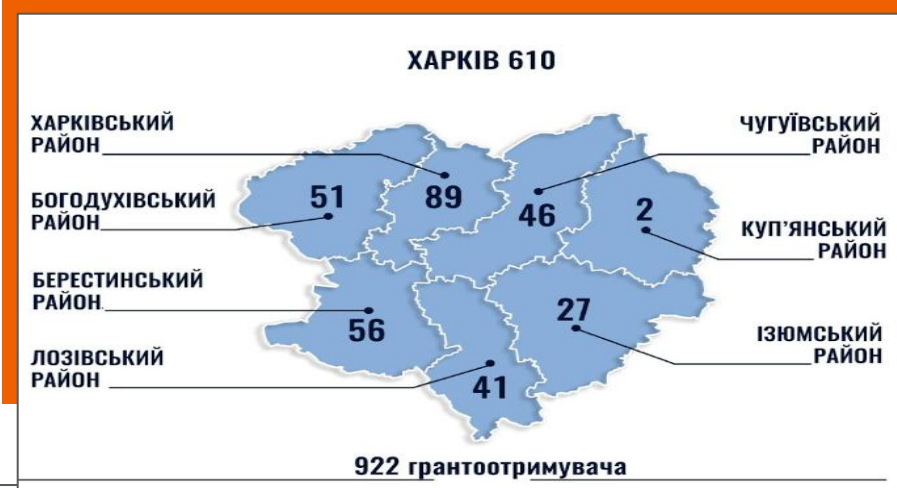 ХАРКІВ 610
ХАРКІВСЬКИЙ
РАЙОН
БОГОДУХІВСЬКИЙ
РАЙОН
БЕРЕСТИНСЬКИЙ
РАЙОН
ЛОЗІВСЬКИЙ
РАЙОН
51
89
46
2
56
27
41
ЧУГУЇВСЬКИЙ
РАЙОН
КУП’ЯНСЬКИЙ
РАЙОН
ІЗЮМСЬКИЙ
РАЙОН
922 грантоотримувача